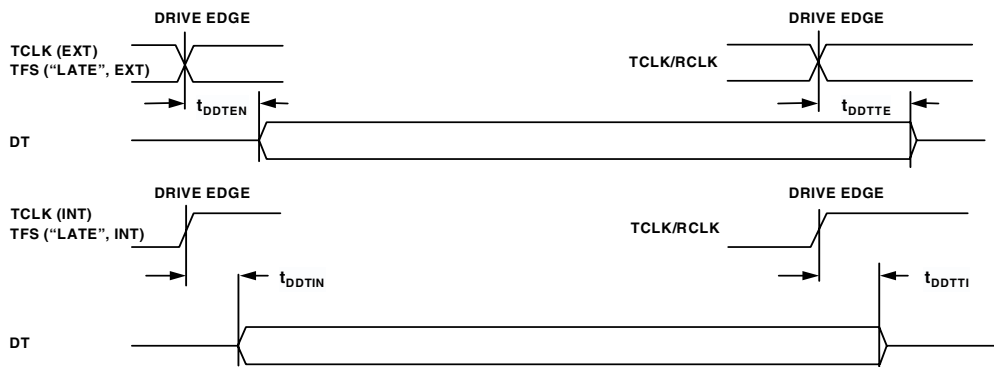 DRIVE EDGE DRIVE EDGE
TCLK (EXT)
TFS (“LATE”, EXT) TCLK/RCLK
tDDTEN tDDTTE
DT
DRIVE EDGE DRIVE EDGE
TCLK (INT)
TFS (“LATE”, INT) TCLK/RCLK
tDDTIN tDDTTI
DT